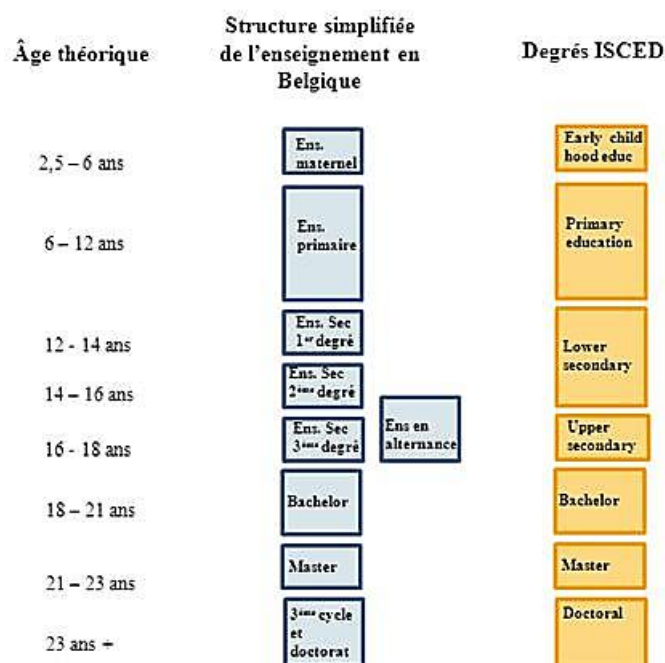 Âge théorique
Structure simplifiée
de l'enseignement en
Belgique
Degrés ISCED
2,5 – 6 ans
Ens.
maternel
Early child
hood educ
6 – 12 ans
Ens.
primaire
Primary
education
12 - 14 ans
Ens. Sec
1er degré
Lower
secondary
14 – 16 ans
Ens. Sec
2ème degré
16 - 18 ans
Ens. Sec
3ème degré
Ens en
alternance
Upper
secondary
18 – 21 ans
Bachelor
Bachelor
21 – 23 ans
Master
Master
23 ans +
3ème cycle
et
doctorat
Doctoral